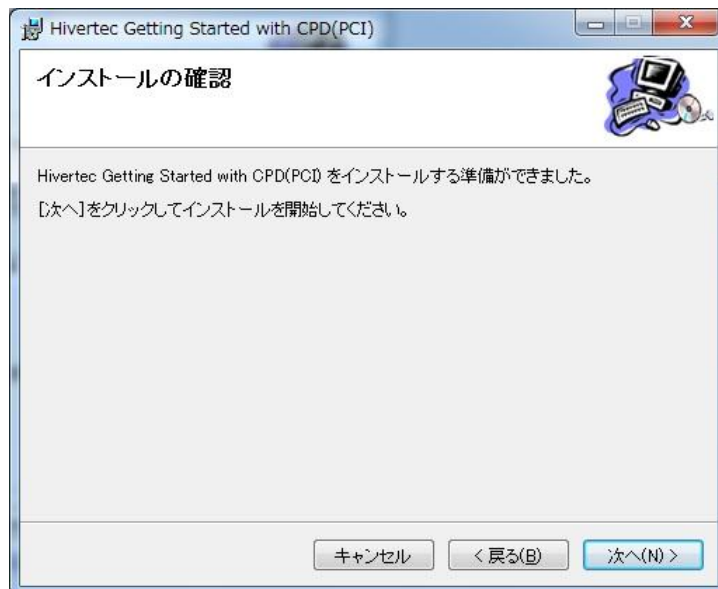 Hivertec Getting Started with CPD(PCI)
インストールの確認
Hivertec Getting Started with CPD(PCI) をインストールする準備ができました。
[次へ]をクリックしてインストールを開始してください。
キャンセル
< 戻る(B)
次へ(N) >